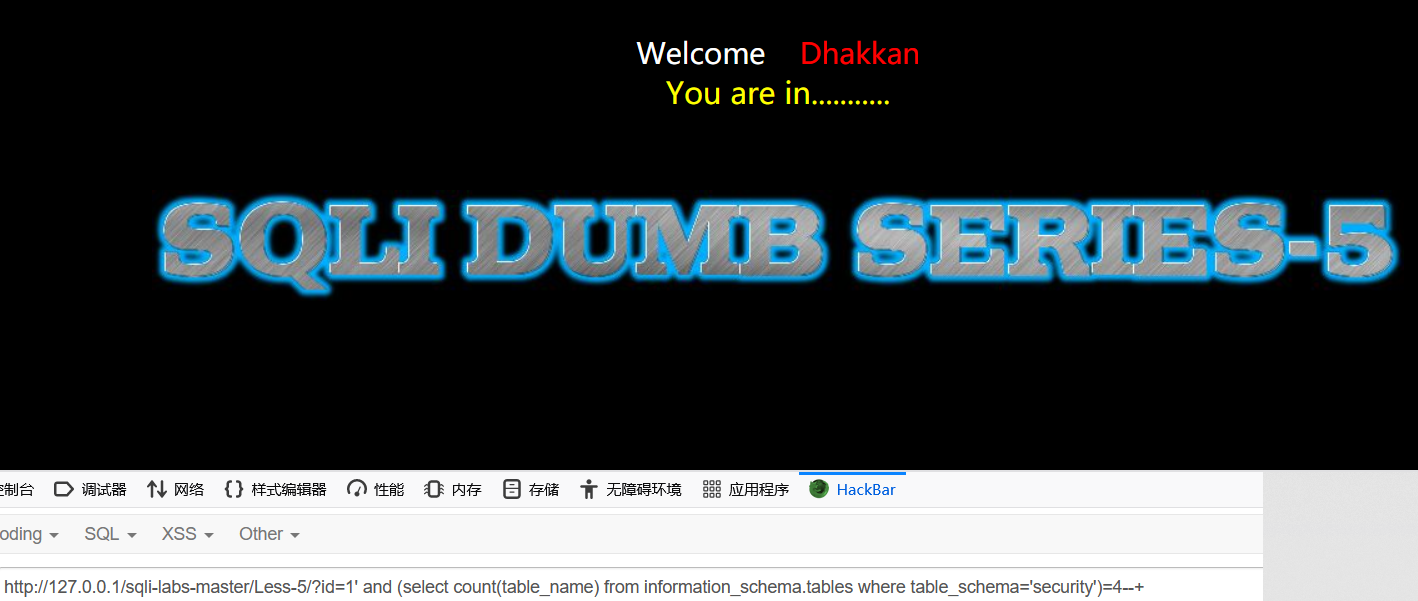 Welcome Dhakkan
You are in...........
SQLI DUMB SERIES-5
控制台 调试器 网络 样式编辑器 性能 内存 存储 无障碍环境 应用程序 HackBar
oding SQL XSS Other
http://127.0.0.1/sqli-labs-master/Less-5/?id=1' and (select count(table_name) from information_schema.tables where table_schema='security')=4--+